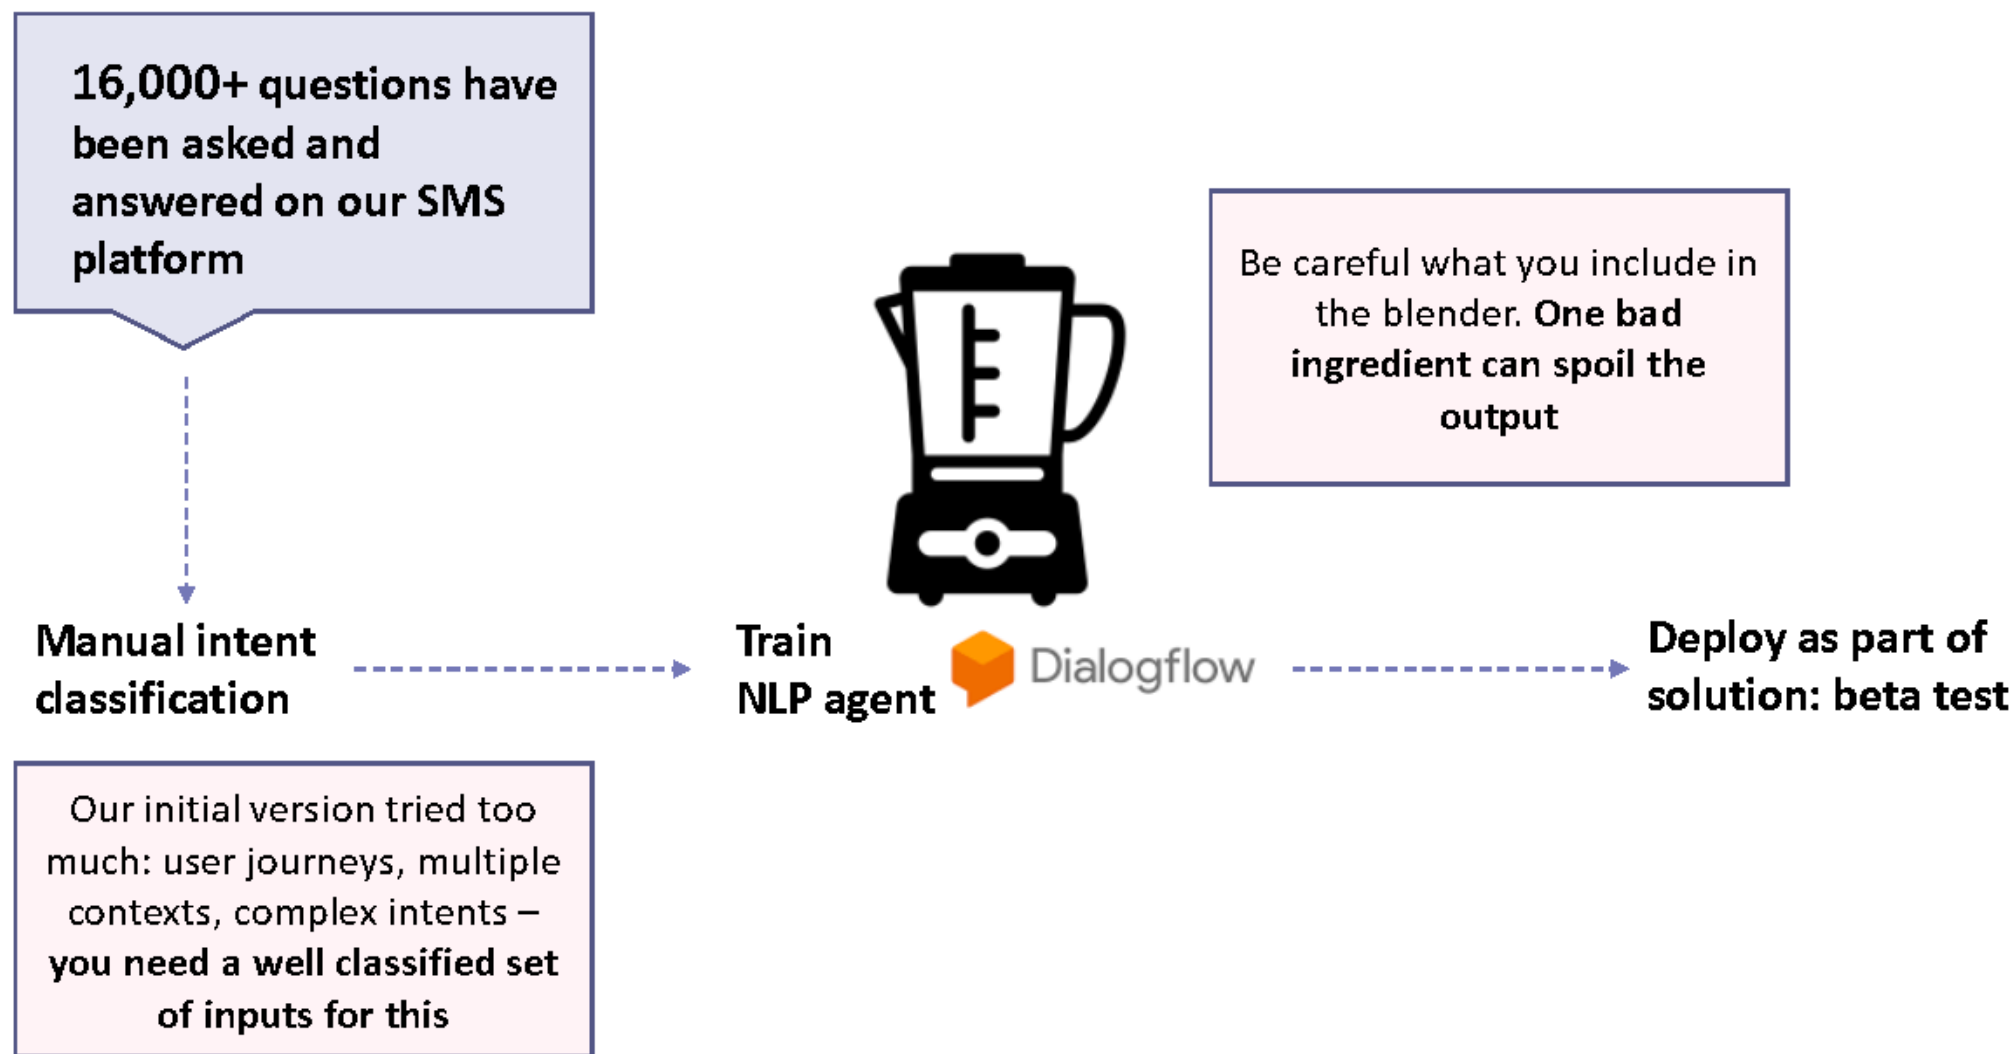 16,000+ questions have
been asked and
answered on our SMS
platform
Be careful what you include in
the blender. One bad
ingredient can spoil the
output
Manual intent
classification
Train
NLP agent
Dialogflow
Deploy as part of
solution: beta test
Our initial version tried too
much: user journeys, multiple
contexts, complex intents –
you need a well classified set
of inputs for this